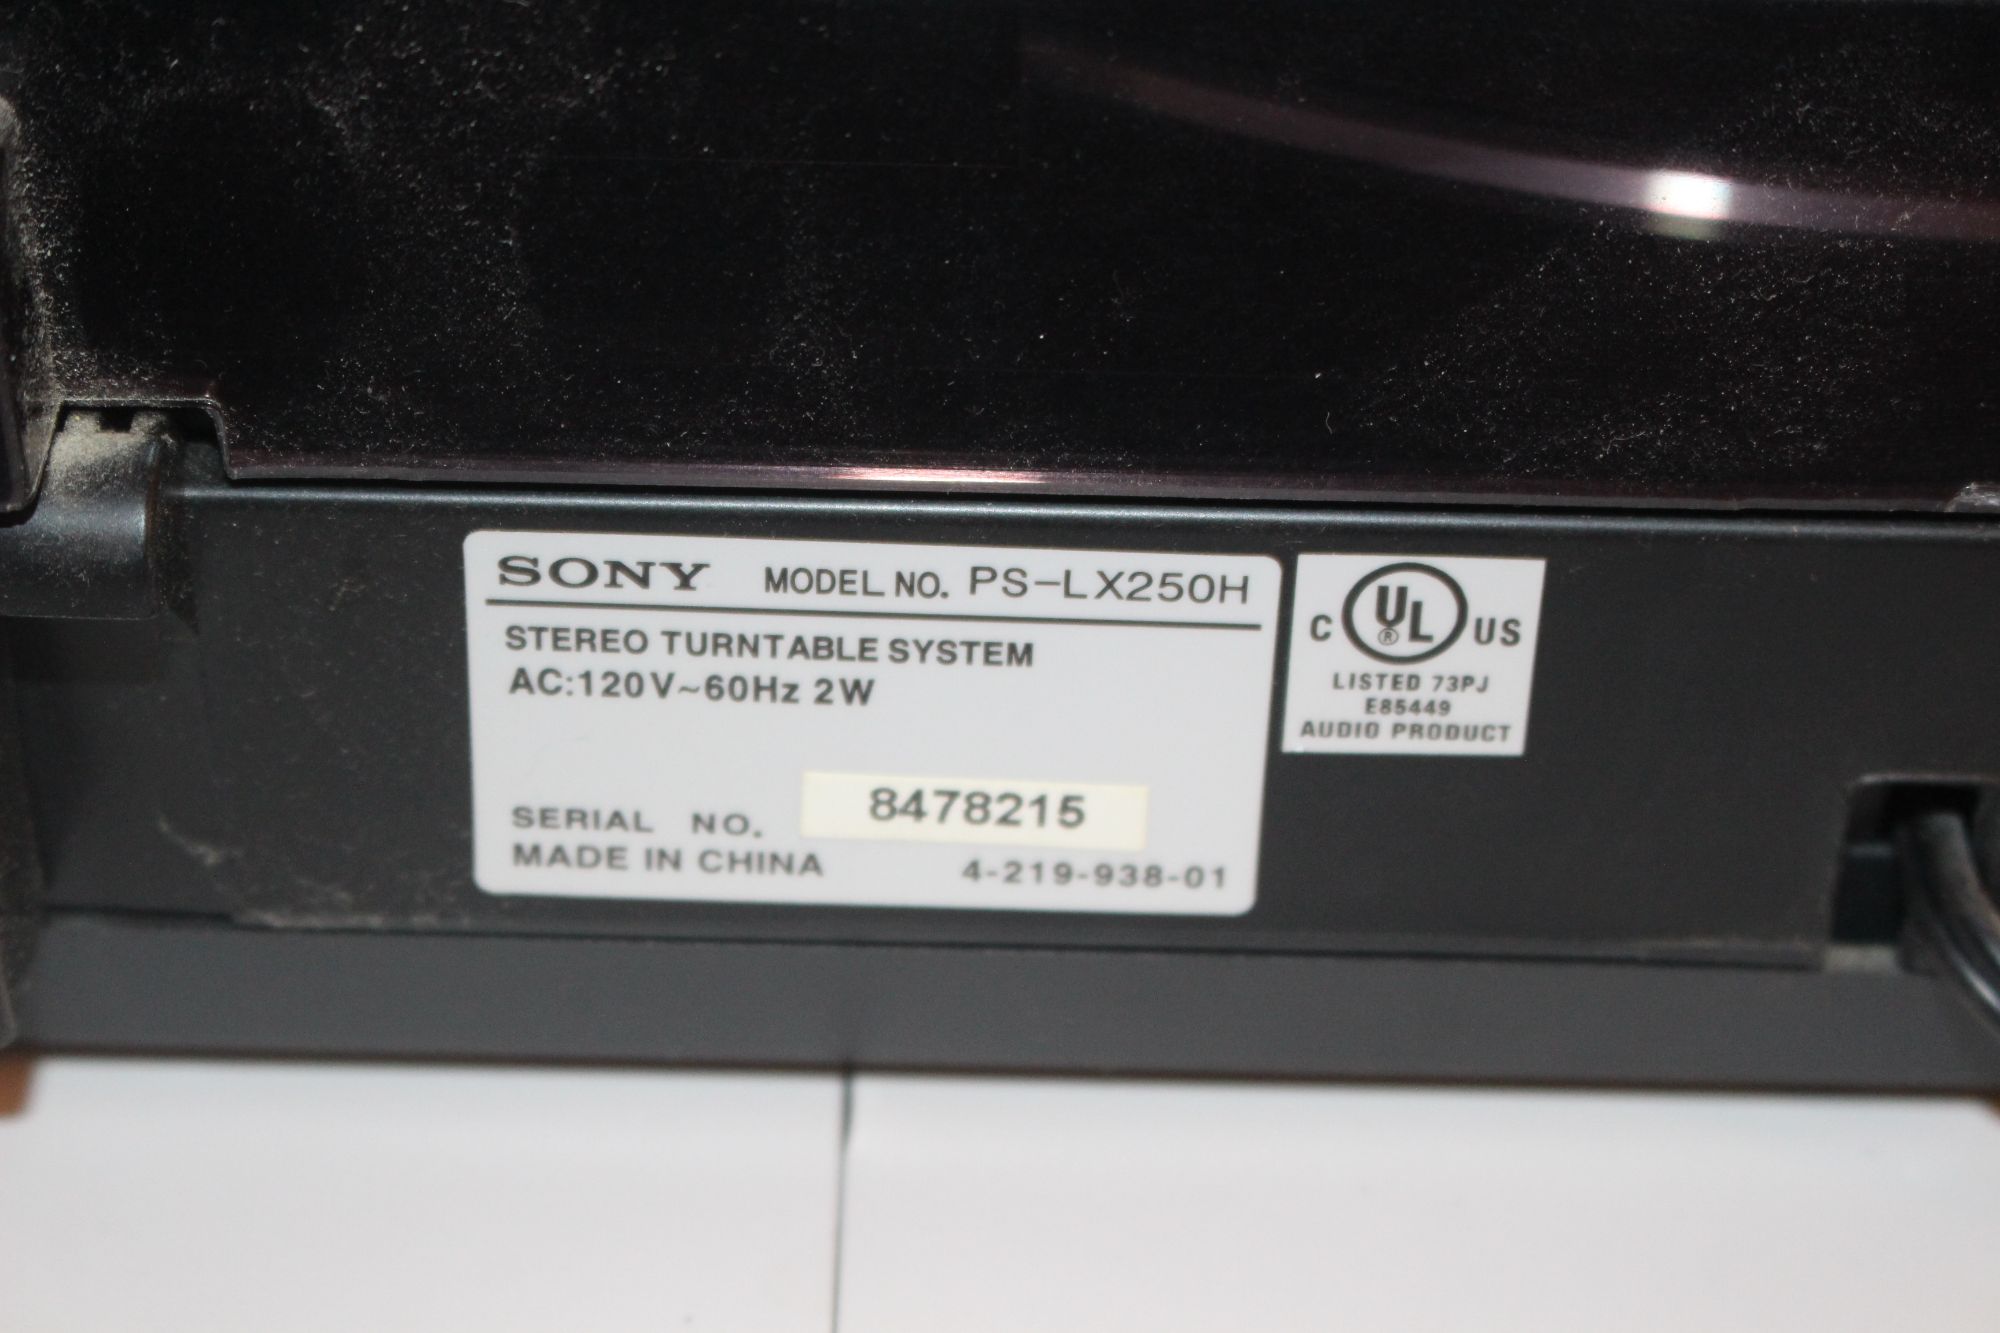 SONY MODEL NO. PS-LX250H
STEREO TURNTABLE SYSTEM
AC:120V~60Hz 2W
SERIAL NO. 8478215
MADE IN CHINA 4-219-938-01
C UL® US
LISTED 73PJ
E85449
AUDIO PRODUCT